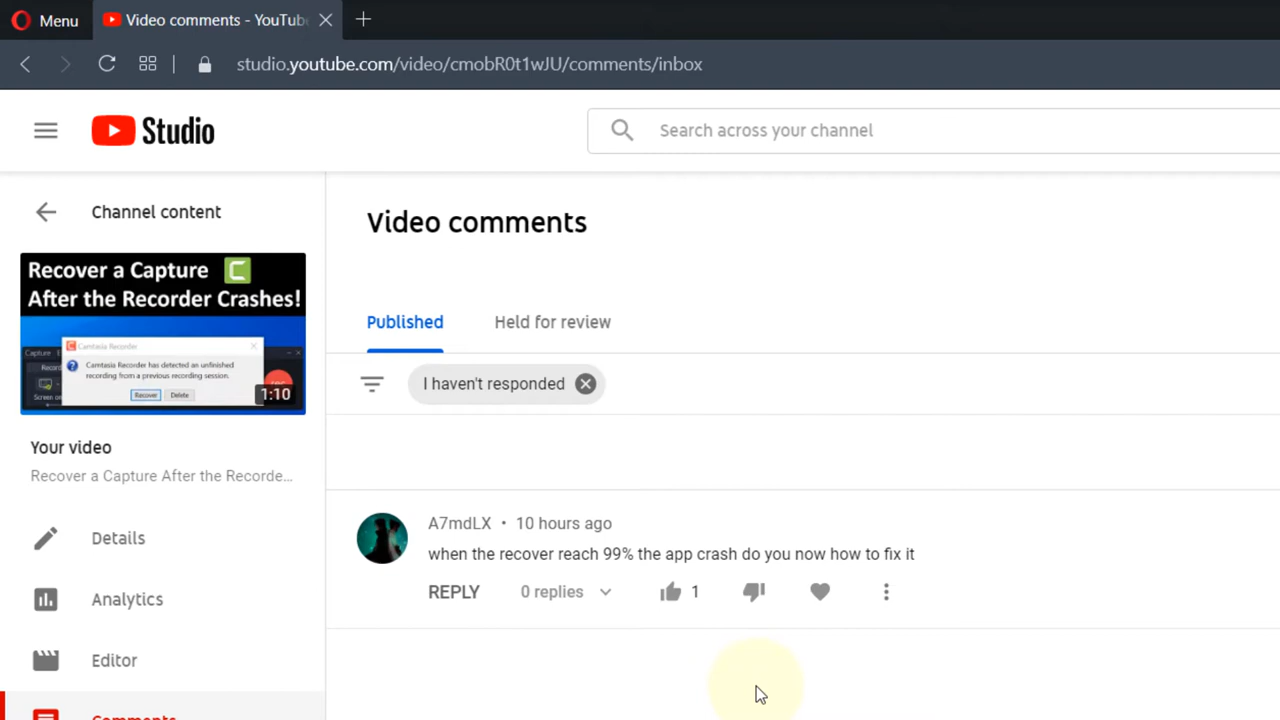 Menu
Video comments - YouTub
studio.youtube.com/video/cmobR0t1wJU/comments/inbox
Studio
Search across your channel
Channel content
Video comments
Recover a Capture C
After the Recorder Crashes!
Camtasia Recorder
Camtasia Recorder has detected an unfinished
recording from a previous recording session.
Recover Delete
Capture
1:10
Published Held for review
I haven't responded
Your video
Recover a Capture After the Recorde...
A7mdLX • 10 hours ago
when the recover reach 99% the app crash do you now how to fix it
REPLY 0 replies 1
Details
Analytics
Editor
Comments